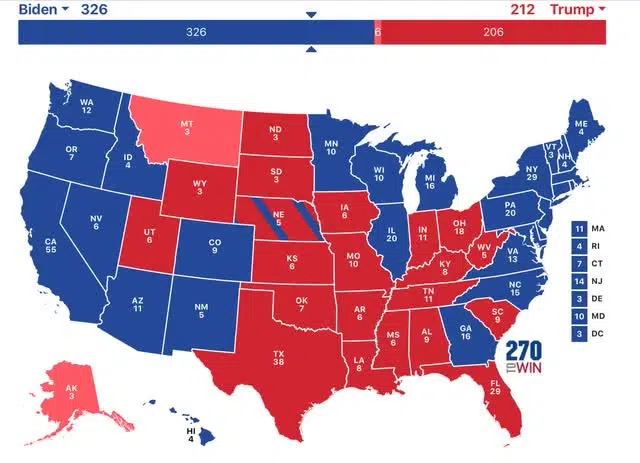 Biden 326
212 Trump
326
6
206
WA
12
OR
7
CA
55
NV
6
ID
4
MT
3
WY
3
UT
6
AZ
11
CO
9
NM
5
ND
3
SD
3
NE
5
KS
6
OK
7
TX
38
MN
10
IA
6
MO
10
AR
6
LA
8
WI
10
IL
20
MI
16
IN
11
OH
18
KY
8
TN
11
MS
6
AL
9
GA
16
FL
29
SC
9
NC
15
VA
13
WV
5
PA
20
NY
29
VT
3
NH
4
ME
4
11 MA
4 RI
7 CT
14 NJ
3 DE
10 MD
3 DC
AK
3
HI
4
270
TO WIN